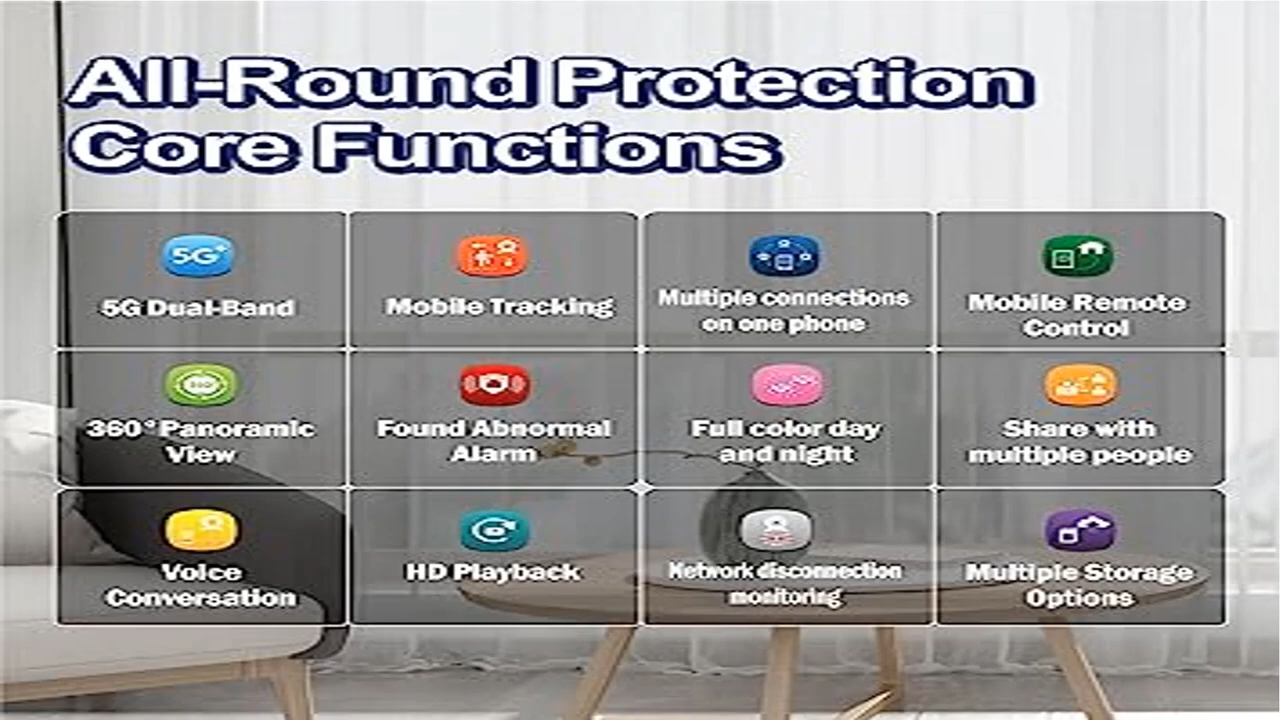 All-Round Protection
Core Functions
5G+
5G Dual-Band
Mobile Tracking
Multiple connections
on one phone
Mobile Remote
Control
360°Panoramic
View
Found Abnormal
Alarm
Full color day
and night
Share with
multiple people
Voice
Conversation
HD Playback
Network disconnection
monitoring
Multiple Storage
Options